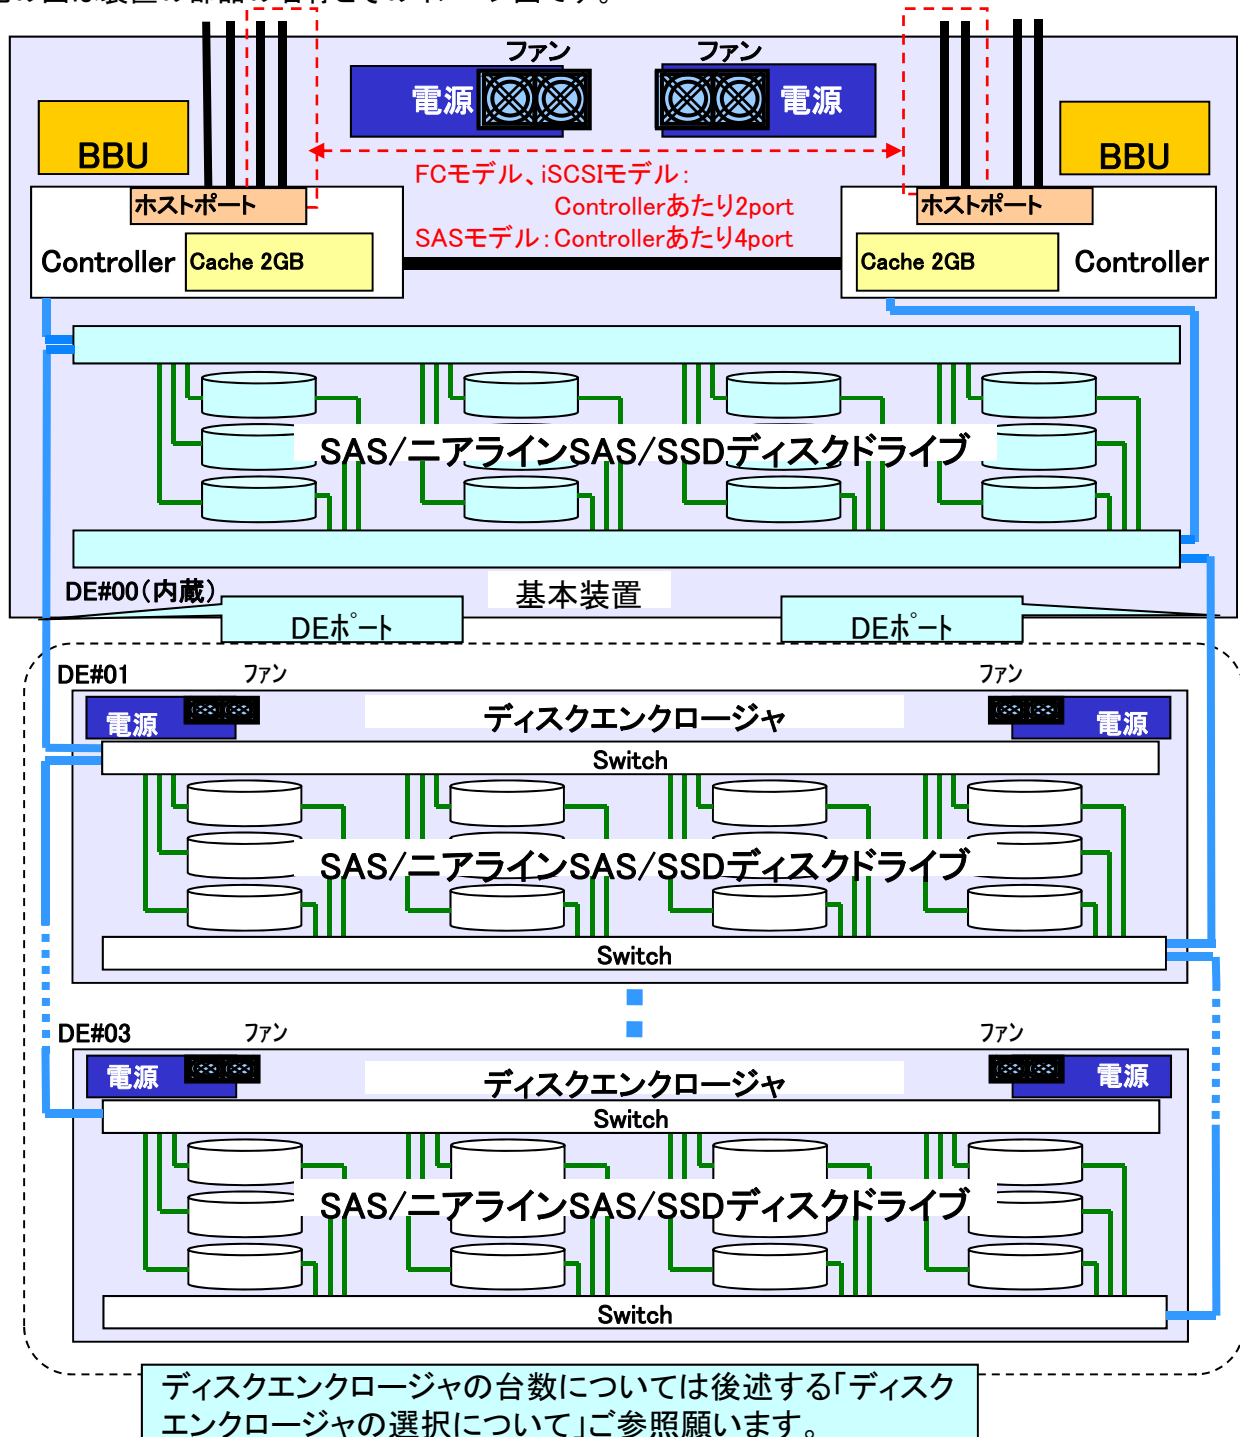 ファン
ファン
電源
電源
BBU
BBU
FCモデル、iSCSIモデル：
Controllerあたり2port
SASモデル：Controllerあたり4port
ホストポート
ホストポート
Controller
Cache 2GB
Cache 2GB
Controller
SAS/ニアラインSAS/SSDディスクドライブ
DE#00（内蔵）
基本装置
DEポート
DEポート
DE#01
ファン
ファン
電源
ディスクエンクロージャ
電源
Switch
SAS/ニアラインSAS/SSDディスクドライブ
Switch
DE#03
ファン
ファン
電源
ディスクエンクロージャ
電源
Switch
SAS/ニアラインSAS/SSDディスクドライブ
Switch
ディスクエンクロージャの台数については後述する「ディスク
エンクロージャの選択について」ご参照願います。